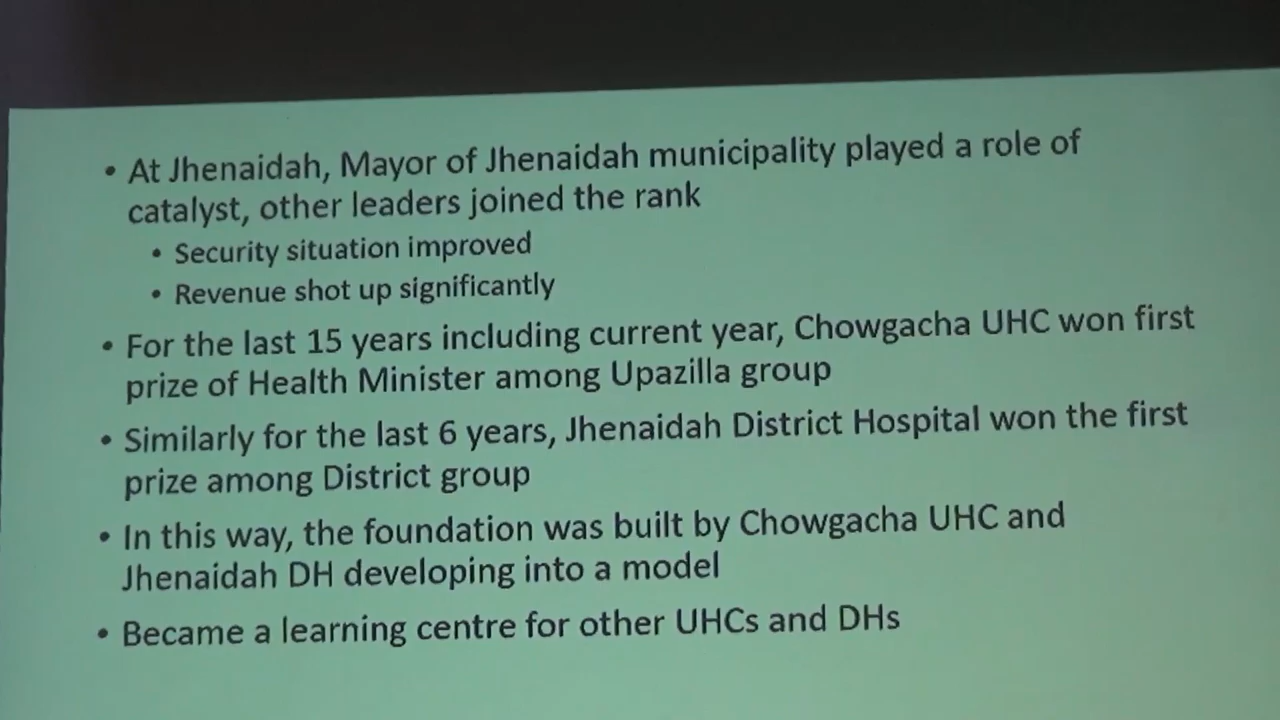 • At Jhenaidah, Mayor of Jhenaidah municipality played a role of
catalyst, other leaders joined the rank
• Security situation improved
• Revenue shot up significantly
• For the last 15 years including current year, Chowgacha UHC won first
prize of Health Minister among Upazilla group
• Similarly for the last 6 years, Jhenaidah District Hospital won the first
prize among District group
• In this way, the foundation was built by Chowgacha UHC and
Jhenaidah DH developing into a model
• Became a learning centre for other UHCs and DHs